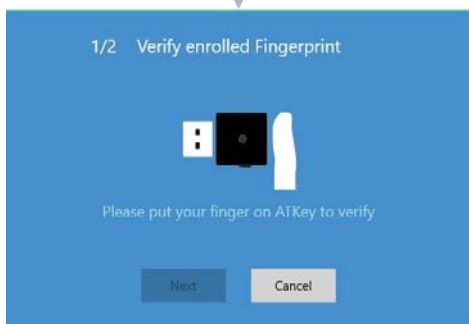 1/2 Verify enrolled Fingerprint
Please put your finger on ATKey to verify
Next
Cancel